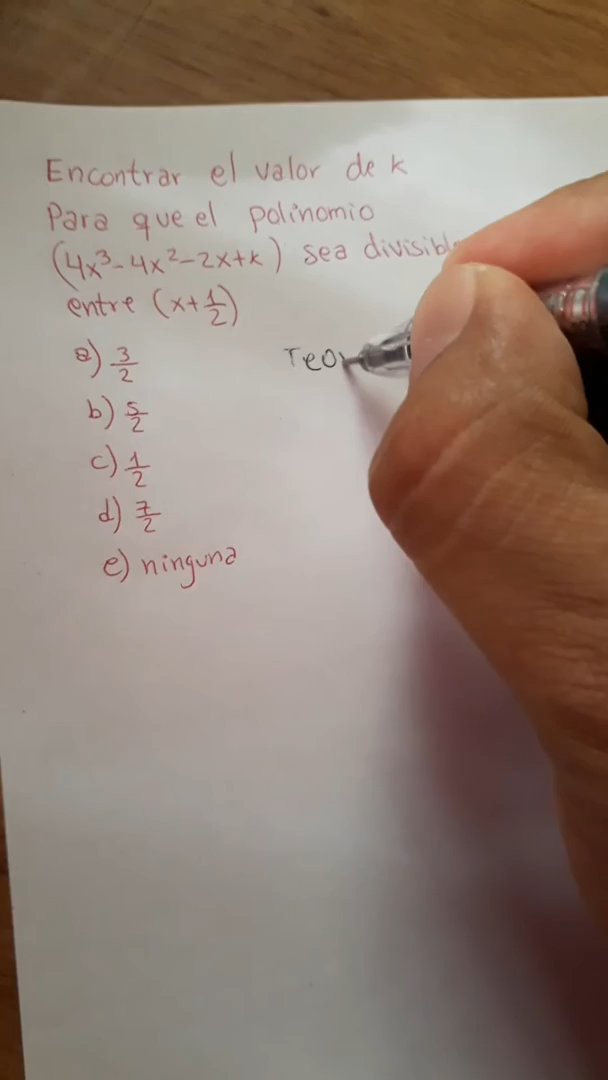 Encontrar el valor de k
Para que el polinomio
(4x³-4x²-2x+k) sea divisible
entre (x+1/2)
a) 3/2
Teo
b) 5/2
c) 1/2
d) 7/2
e) ninguna